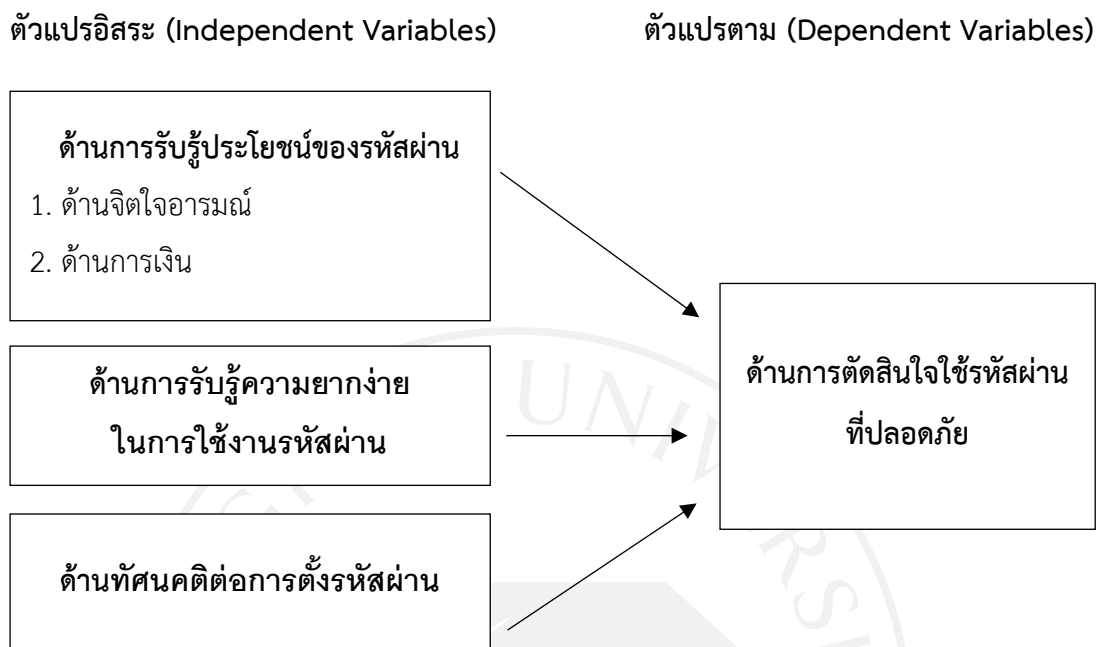 ตัวแปรอิสระ (Independent Variables)
ตัวแปรตาม (Dependent Variables)
ด้านการรับรู้ประโยชน์ของรหัสผ่าน
1. ด้านจิตใจอารมณ์
2. ด้านการเงิน
ด้านการรับรู้ความยากง่าย
ในการใช้งานรหัสผ่าน
ด้านการตัดสินใจใช้รหัสผ่าน
ที่ปลอดภัย
ด้านทัศนคติต่อการตั้งรหัสผ่าน